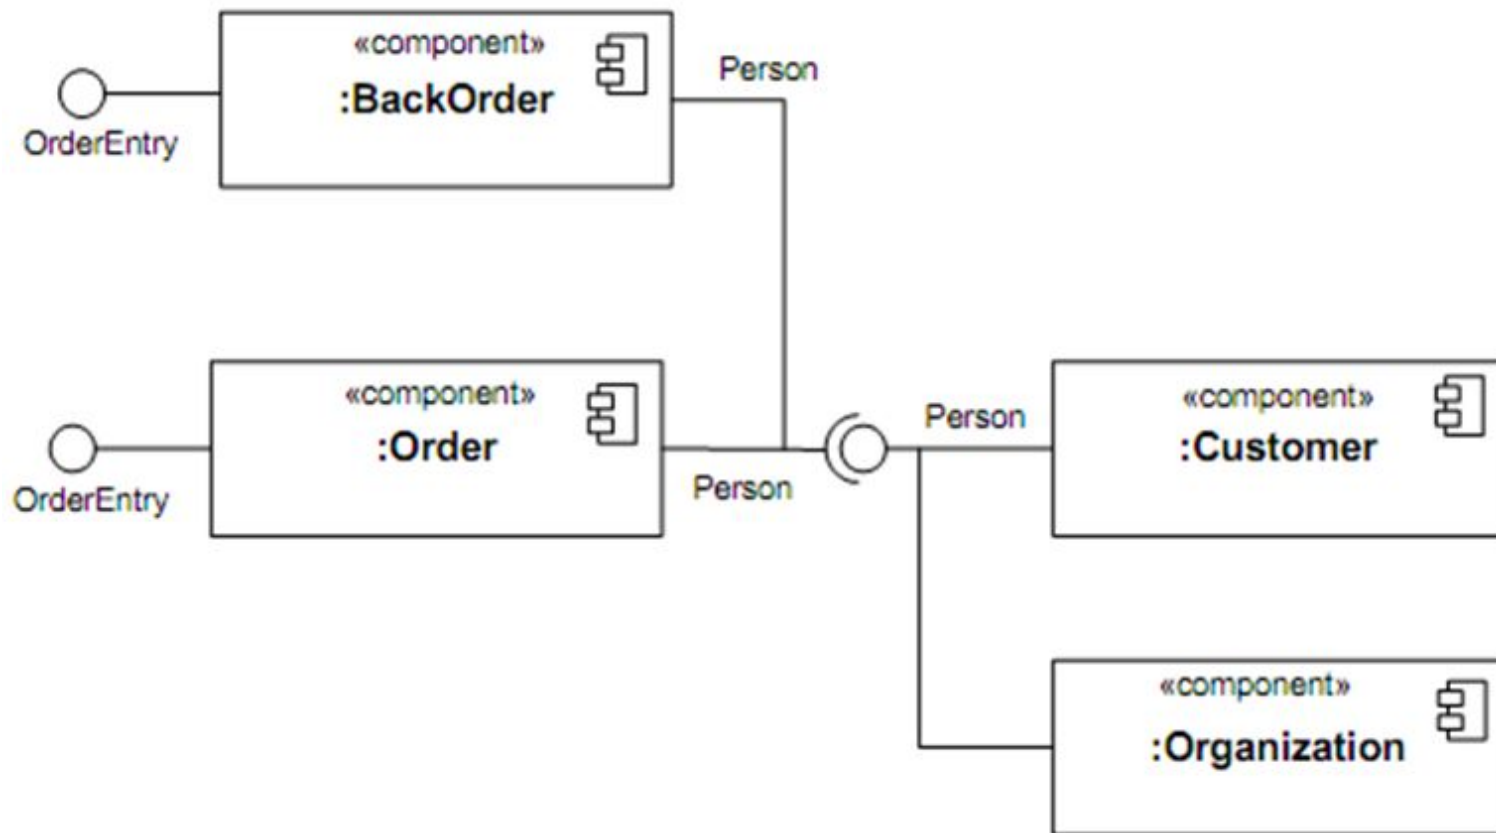 «component»
:BackOrder
Person
OrderEntry
«component»
:Order
Person
OrderEntry
Person
«component»
:Customer
«component»
:Organization